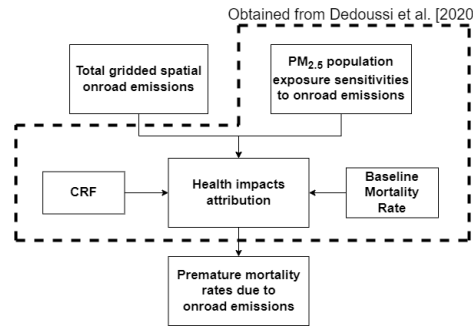 Obtained from Dedoussi et al. [2020
Total gridded spatial
onroad emissions
PM2.5 population
exposure sensitivities
to onroad emissions
CRF
Health impacts
attribution
Baseline
Mortality
Rate
Premature mortality
rates due to
onroad emissions